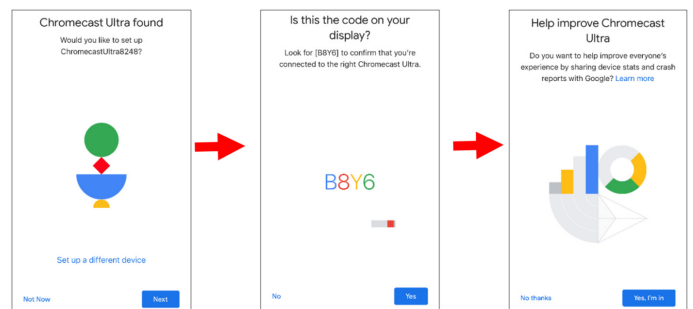 Chromecast Ultra found
Would you like to set up
ChromecastUltra8248?
Set up a different device
Not Now
Next
Is this the code on your
display?
Look for [B8Y6] to confirm that you're
connected to the right Chromecast Ultra.
B8Y6
No
Yes
Help improve Chromecast
Ultra
Do you want to help improve everyone's
experience by sharing device stats and crash
reports with Google? Learn more
No thanks
Yes, I'm in